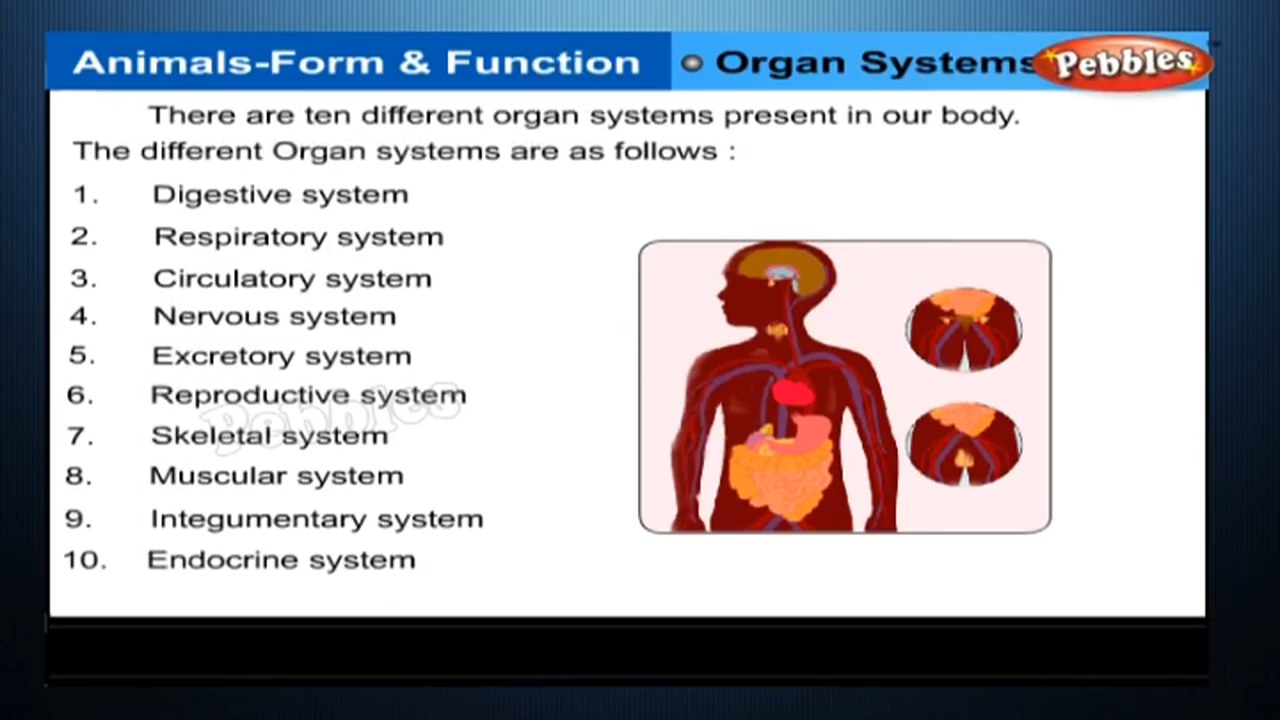 Animals-Form & Function
Organ Systems
Pebbles
There are ten different organ systems present in our body.
The different Organ systems are as follows :
1. Digestive system
2. Respiratory system
3. Circulatory system
4. Nervous system
5. Excretory system
6. Reproductive system
Pebbles
7. Skeletal system
8. Muscular system
9. Integumentary system
10. Endocrine system